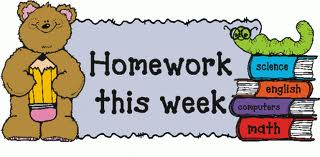 Homework
this week
science
english
computers
math